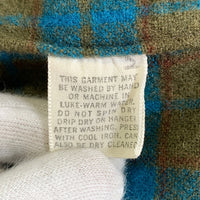 THIS GARMENT MAY
BE WASHED BY HAND
OR MACHINE IN
LUKE-WARM WATER.
DO NOT SPIN DRY
DRIP DRY ON HANGER
AFTER WASHING. PRESS
WITH COOL IRON. CAN
ALSO BE DRY CLEANED